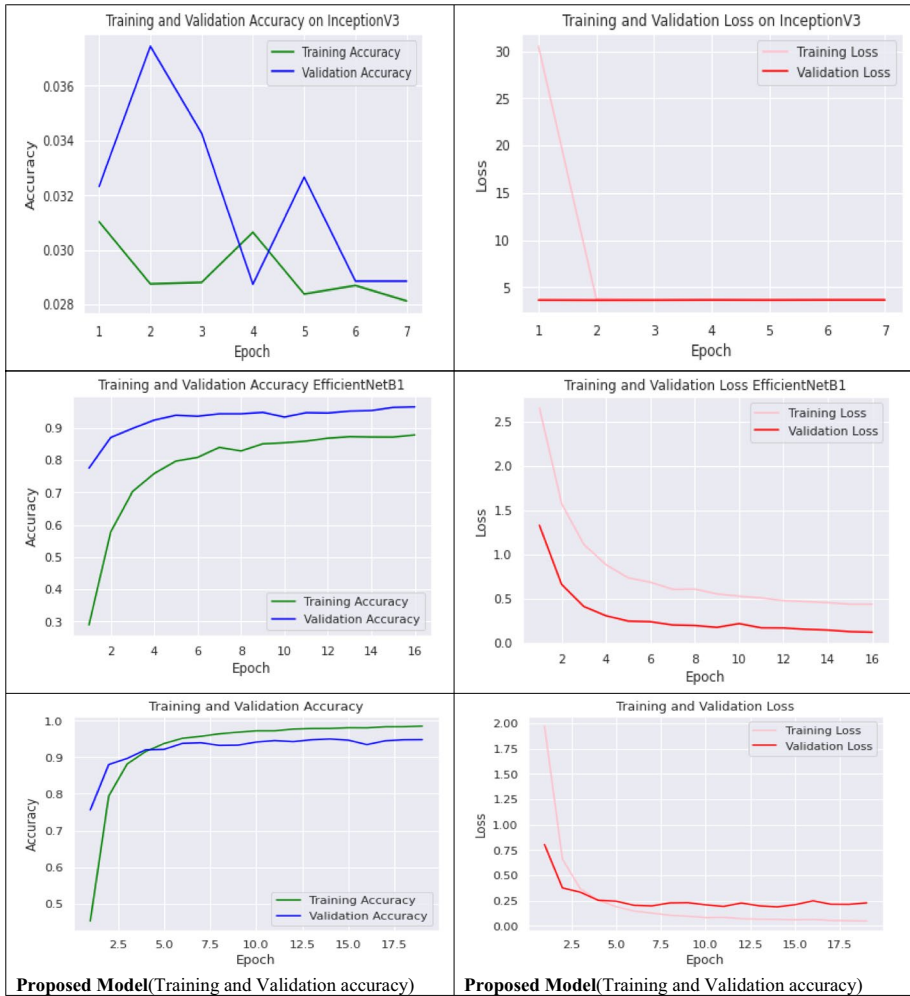 Training and Validation Accuracy on InceptionV3
Training Accuracy
Validation Accuracy
0.036
0.034
0.032
0.030
0.028
Accuracy
1 2 3 4 5 6 7
Epoch
Training and Validation Loss on InceptionV3
Training Loss
Validation Loss
30
25
20
15
10
5
Loss
1 2 3 4 5 6 7
Epoch
Training and Validation Accuracy EfficientNetB1
0.9
0.8
0.7
0.6
0.5
0.4
0.3
Accuracy
Training Accuracy
Validation Accuracy
2 4 6 8 10 12 14 16
Epoch
Training and Validation Loss EfficientNetB1
Training Loss
Validation Loss
2.5
2.0
1.5
1.0
0.5
0.0
Loss
2 4 6 8 10 12 14 16
Epoch
Training and Validation Accuracy
1.0
0.9
0.8
0.7
0.6
0.5
Accuracy
Training Accuracy
Validation Accuracy
2.5 5.0 7.5 10.0 12.5 15.0 17.5
Epoch
Proposed Model(Training and Validation accuracy)
Training and Validation Loss
Training Loss
Validation Loss
2.00
1.75
1.50
1.25
1.00
0.75
0.50
0.25
0.00
Loss
2.5 5.0 7.5 10.0 12.5 15.0 17.5
Epoch
Proposed Model(Training and Validation accuracy)